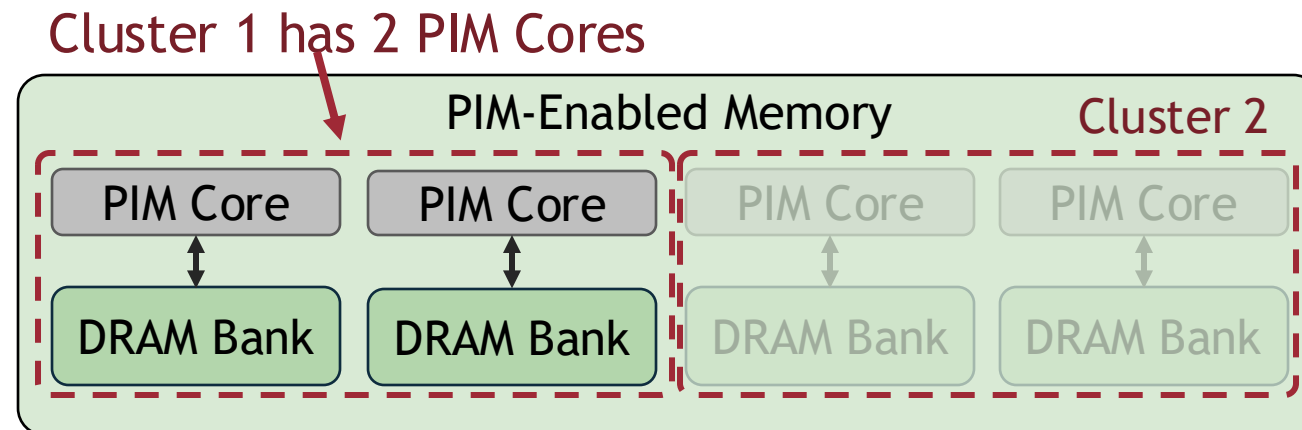 Cluster 1 has 2 PIM Cores
PIM-Enabled Memory
Cluster 2
PIM Core
PIM Core
PIM Core
PIM Core
DRAM Bank
DRAM Bank
DRAM Bank
DRAM Bank